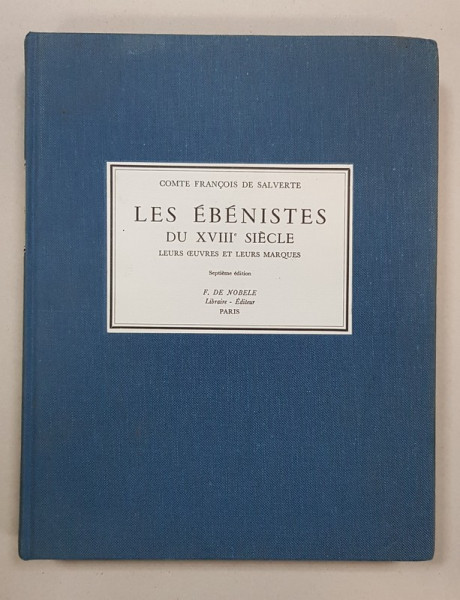 COMTE FRANÇOIS DE SALVERTE
LES ÉBÉNISTES
DU XVIIIᵉ SIÈCLE
LEURS ŒUVRES ET LEURS MARQUES
Septième édition
F. DE NOBELE
Libraire - Éditeur
PARIS